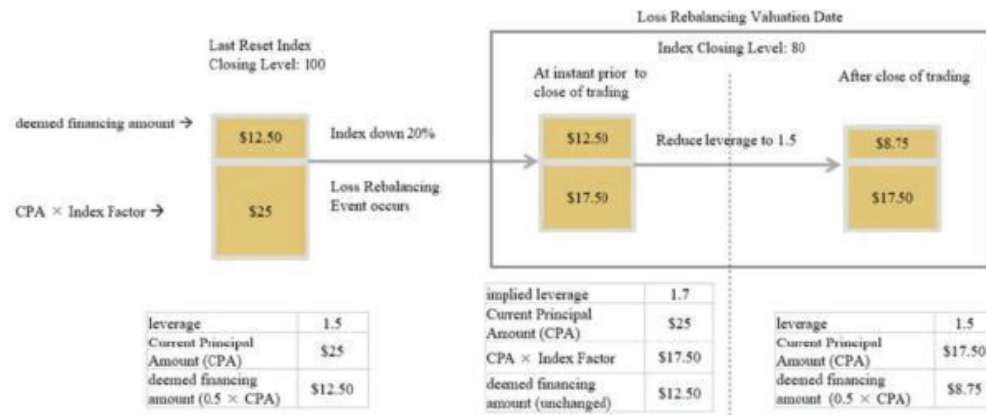 Loss Rebalancing Valuation Date
Last Reset Index
Closing Level: 100
Index Closing Level: 80
At instant prior to
close of trading
After close of trading
deemed financing amount →
$12.50
Index down 20%
$12.50
Reduce leverage to 1.5
$8.75
Loss Rebalancing
Event occurs
CPA × Index Factor →
$25
$17.50
$17.50
leverage 1.5
Current Principal
Amount (CPA) $25
deemed financing
amount (0.5 × CPA) $12.50
implied leverage 1.7
Current Principal
Amount (CPA) $25
CPA × Index Factor $17.50
deemed financing
amount (unchanged) $12.50
leverage 1.5
Current Principal
Amount (CPA) $17.50
deemed financing
amount (0.5 × CPA) $8.75